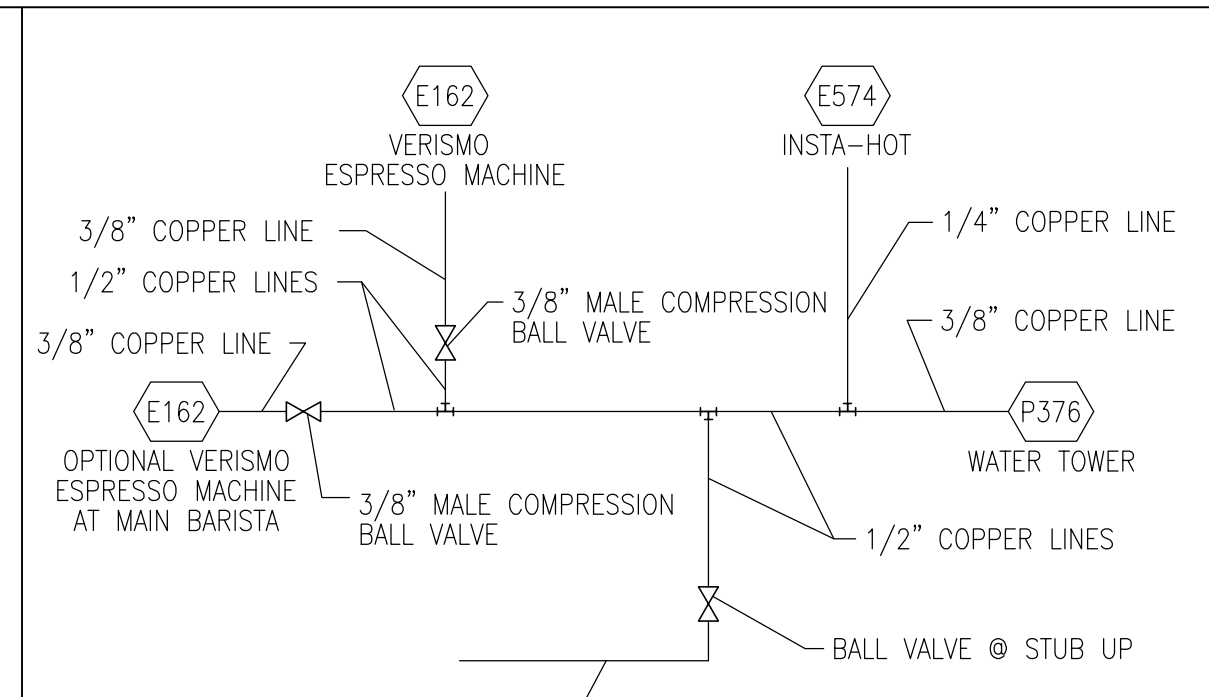 E162
VERISMO
ESPRESSO MACHINE
E574
INSTA-HOT
3/8” COPPER LINE
1/2” COPPER LINES
3/8” COPPER LINE
3/8” MALE COMPRESSION
BALL VALVE
1/4” COPPER LINE
3/8” COPPER LINE
E162
OPTIONAL VERISMO
ESPRESSO MACHINE
AT MAIN BARISTA
3/8” MALE COMPRESSION
BALL VALVE
P376
WATER TOWER
1/2” COPPER LINES
BALL VALVE @ STUB UP